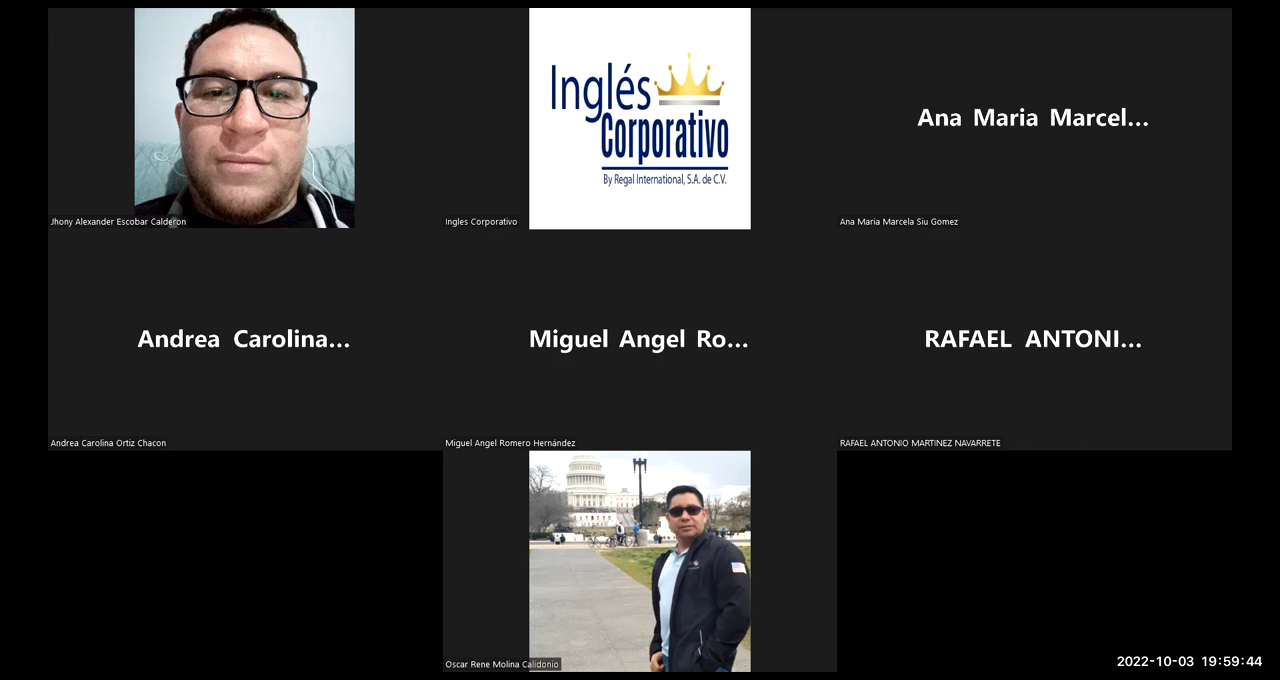 Inglés
Corporativo
By Regal International, S.A. de C.V.
Ana Maria Marcel...
Jhony Alexander Escobar Calderon
Ingles Corporativo
Ana Maria Marcela Siu Gomez
Andrea Carolina...
Miguel Angel Ro...
RAFAEL ANTONI...
Andrea Carolina Ortiz Chacon
Miguel Angel Romero Hernández
RAFAEL ANTONIO MARTINEZ NAVARRETE
Oscar Rene Molina Calidonio
2022-10-03 19:59:44